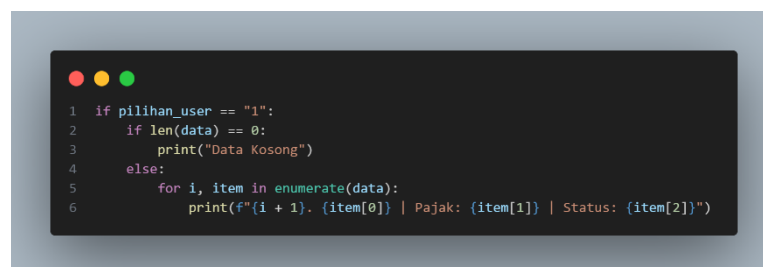 1 if pilihan_user == "1":
2     if len(data) == 0:
3         print("Data Kosong")
4     else:
5         for i, item in enumerate(data):
6             print(f"{i + 1}. {item[0]} | Pajak: {item[1]} | Status: {item[2]}")